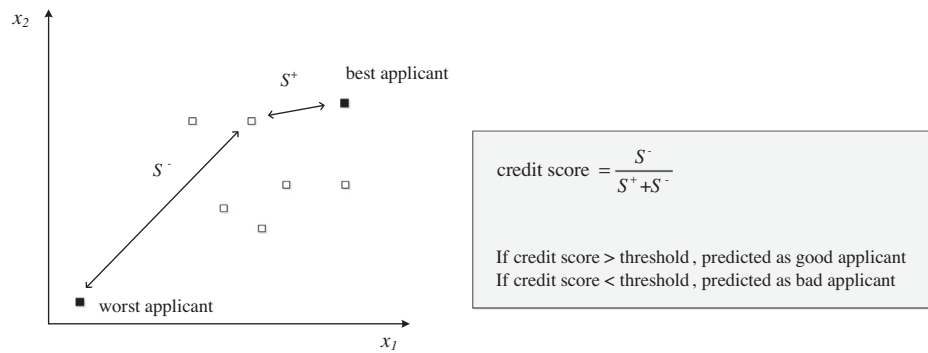 x2
S+
best applicant
S-
worst applicant
x1
credit score = S- / S+ + S-
If credit score > threshold, predicted as good applicant
If credit score < threshold, predicted as bad applicant